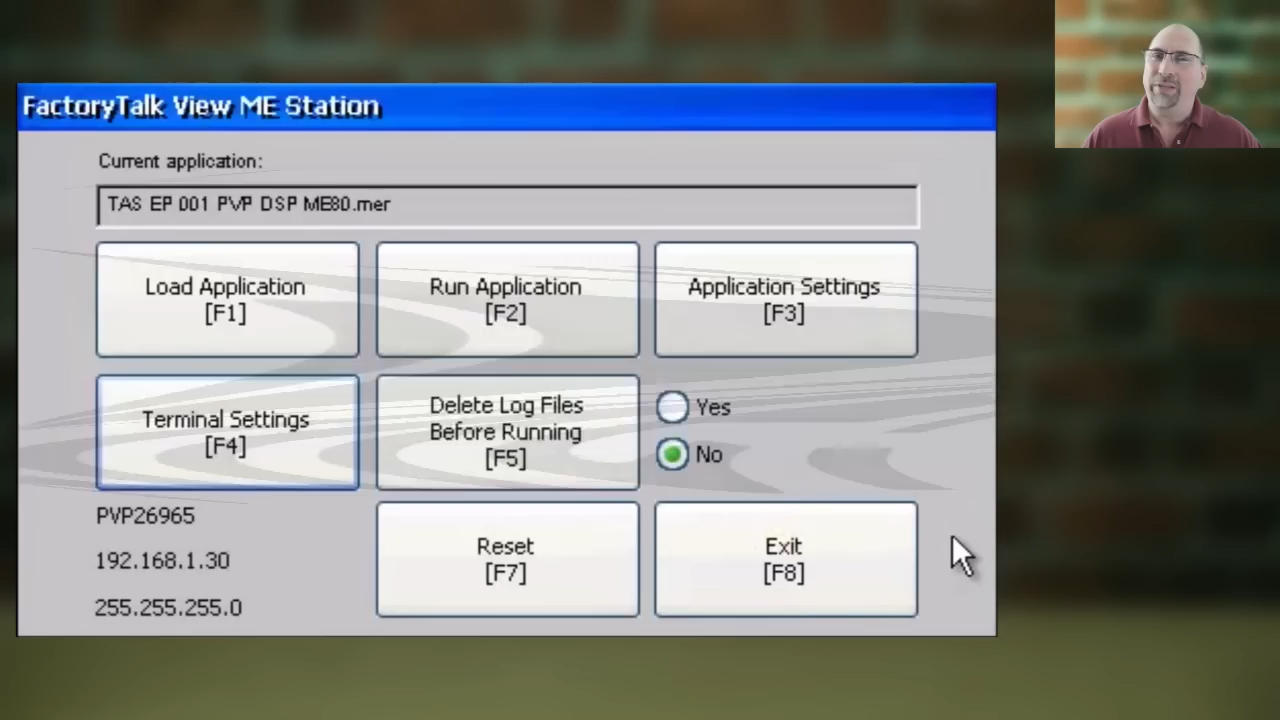 FactoryTalk View ME Station
Current application:
TAS EP 001 PVP DSP ME80.mer
Load Application
[F1]
Run Application
[F2]
Application Settings
[F3]
Terminal Settings
[F4]
Delete Log Files
Before Running
[F5]
Yes
No
PVP26965
192.168.1.30
255.255.255.0
Reset
[F7]
Exit
[F8]